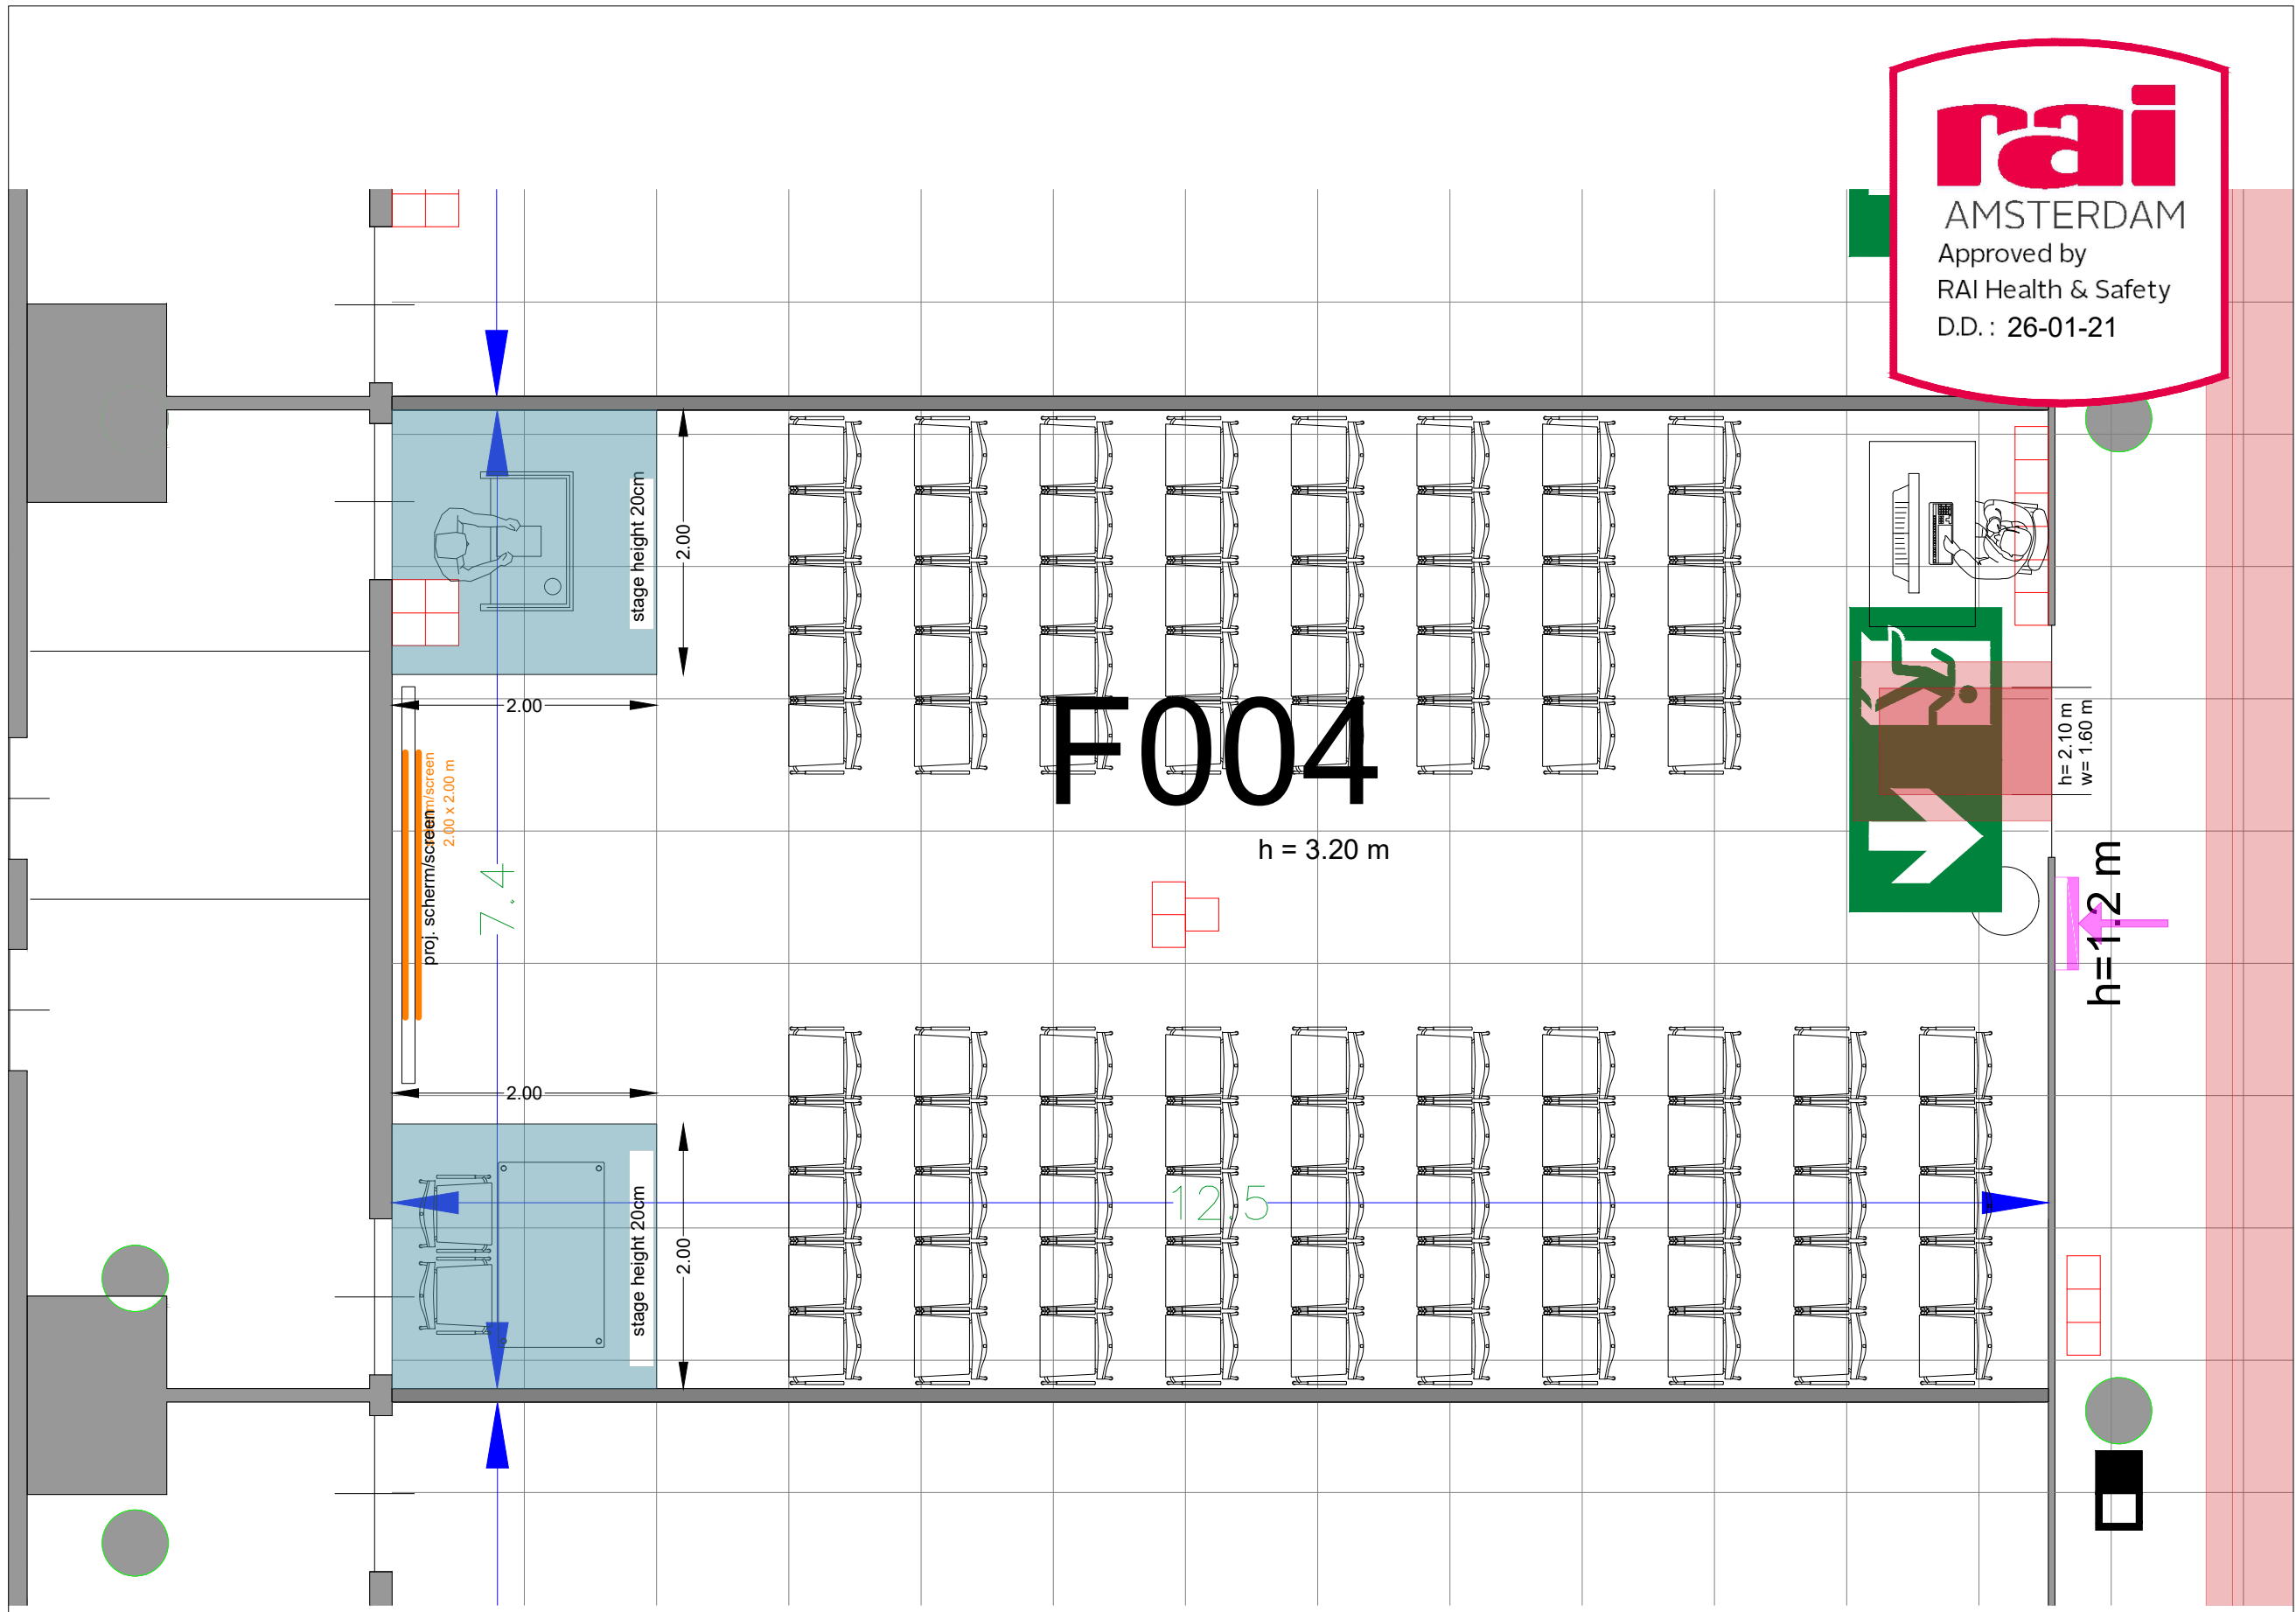 rai
AMSTERDAM
Approved by
RAI Health & Safety
D.D. : 26-01-21
stage height 20cm
2.00
2.00
F004
h = 3.20 m
proj. scherm/screen
2.00 x 2.00 m
7.4
h= 2.10 m
w= 1.60 m
h=1.2 m
2.00
stage height 20cm
2.00
12.5